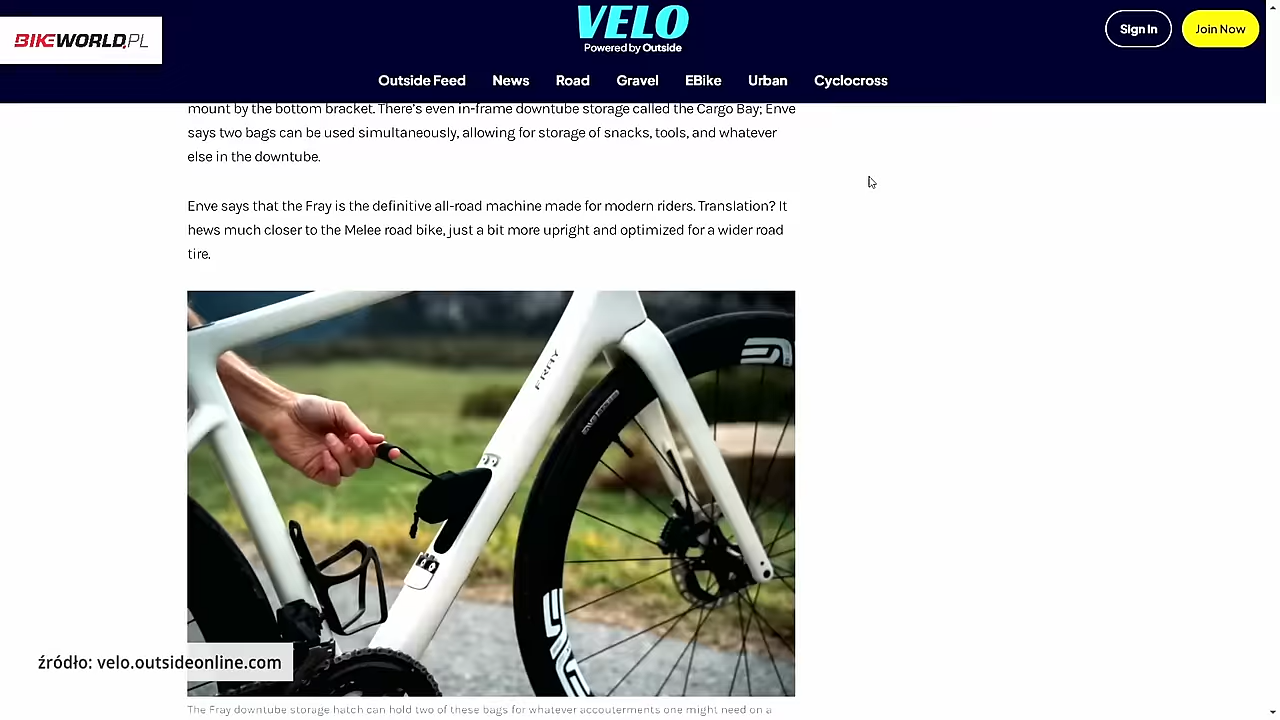 BIKEWORLD.PL
VELO
Powered by Outside
Sign In
Join Now
Outside Feed News Road Gravel EBike Urban Cyclocross
mount by the bottom bracket. There's even in-frame downtube storage called the Cargo Bay; Enve
says two bags can be used simultaneously, allowing for storage of snacks, tools, and whatever
else in the downtube.
Enve says that the Fray is the definitive all-road machine made for modern riders. Translation? It
hews much closer to the Melee road bike, just a bit more upright and optimized for a wider road
tire.
FRAY
źródło: velo.outsideonline.com
The Fray downtube storage hatch can hold two of these bags for whatever accouterments one might need on a